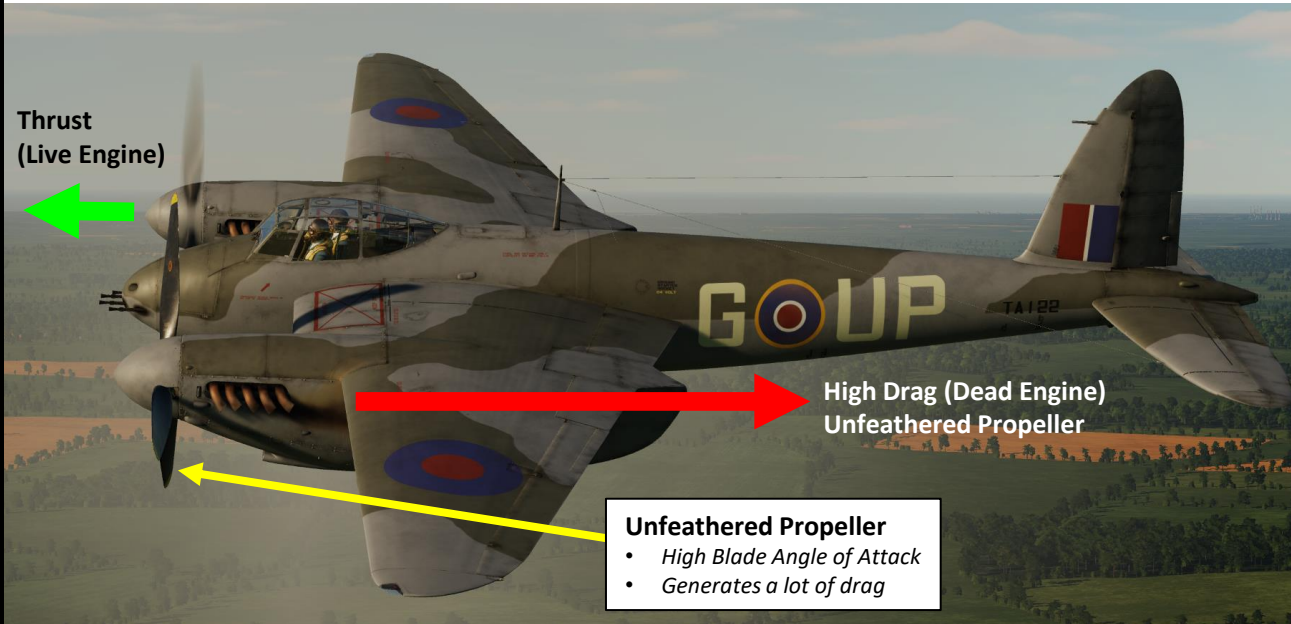 Thrust
(Live Engine)
G UP
TA122
High Drag (Dead Engine)
Unfeathered Propeller
Unfeathered Propeller
• High Blade Angle of Attack
• Generates a lot of drag